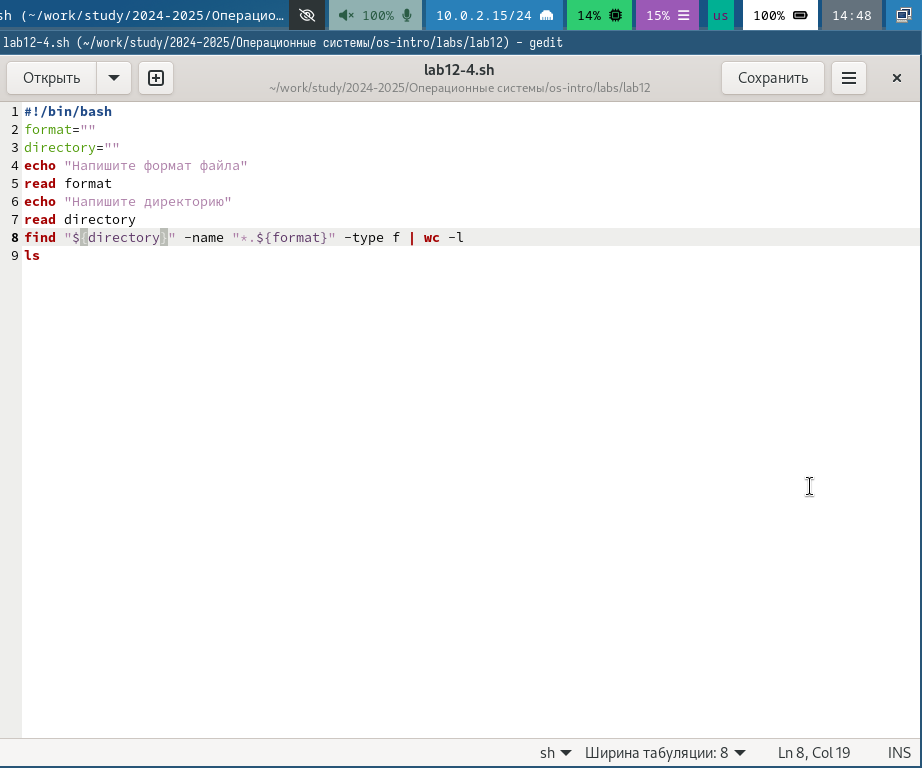 sh (~/work/study/2024-2025/Операцио… 100% 10.0.2.15/24 14% 15% us 100% 14:48
lab12-4.sh (~/work/study/2024-2025/Операционные системы/os-intro/labs/lab12) - gedit
Открыть lab12-4.sh Сохранить
~/work/study/2024-2025/Операционные системы/os-intro/labs/lab12
1 #!/bin/bash
2 format=""
3 directory=""
4 echo "Напишите формат файла"
5 read format
6 echo "Напишите директорию"
7 read directory
8 find "${directory}" -name "*.${format}" -type f | wc -l
9 ls
sh Ширина табуляции: 8 Ln 8, Col 19 INS